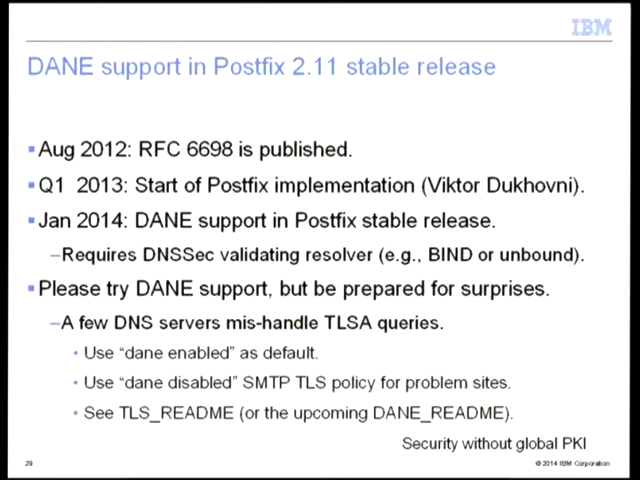 IBM
DANE support in Postfix 2.11 stable release
Aug 2012: RFC 6698 is published.
Q1 2013: Start of Postfix implementation (Viktor Dukhovni).
Jan 2014: DANE support in Postfix stable release.
–Requires DNSSec validating resolver (e.g., BIND or unbound).
Please try DANE support, but be prepared for surprises.
–A few DNS servers mis-handle TLSA queries.
• Use “dane enabled” as default.
• Use “dane disabled” SMTP TLS policy for problem sites.
• See TLS_README (or the upcoming DANE_README).
Security without global PKI
29
© 2014 IBM Corporation